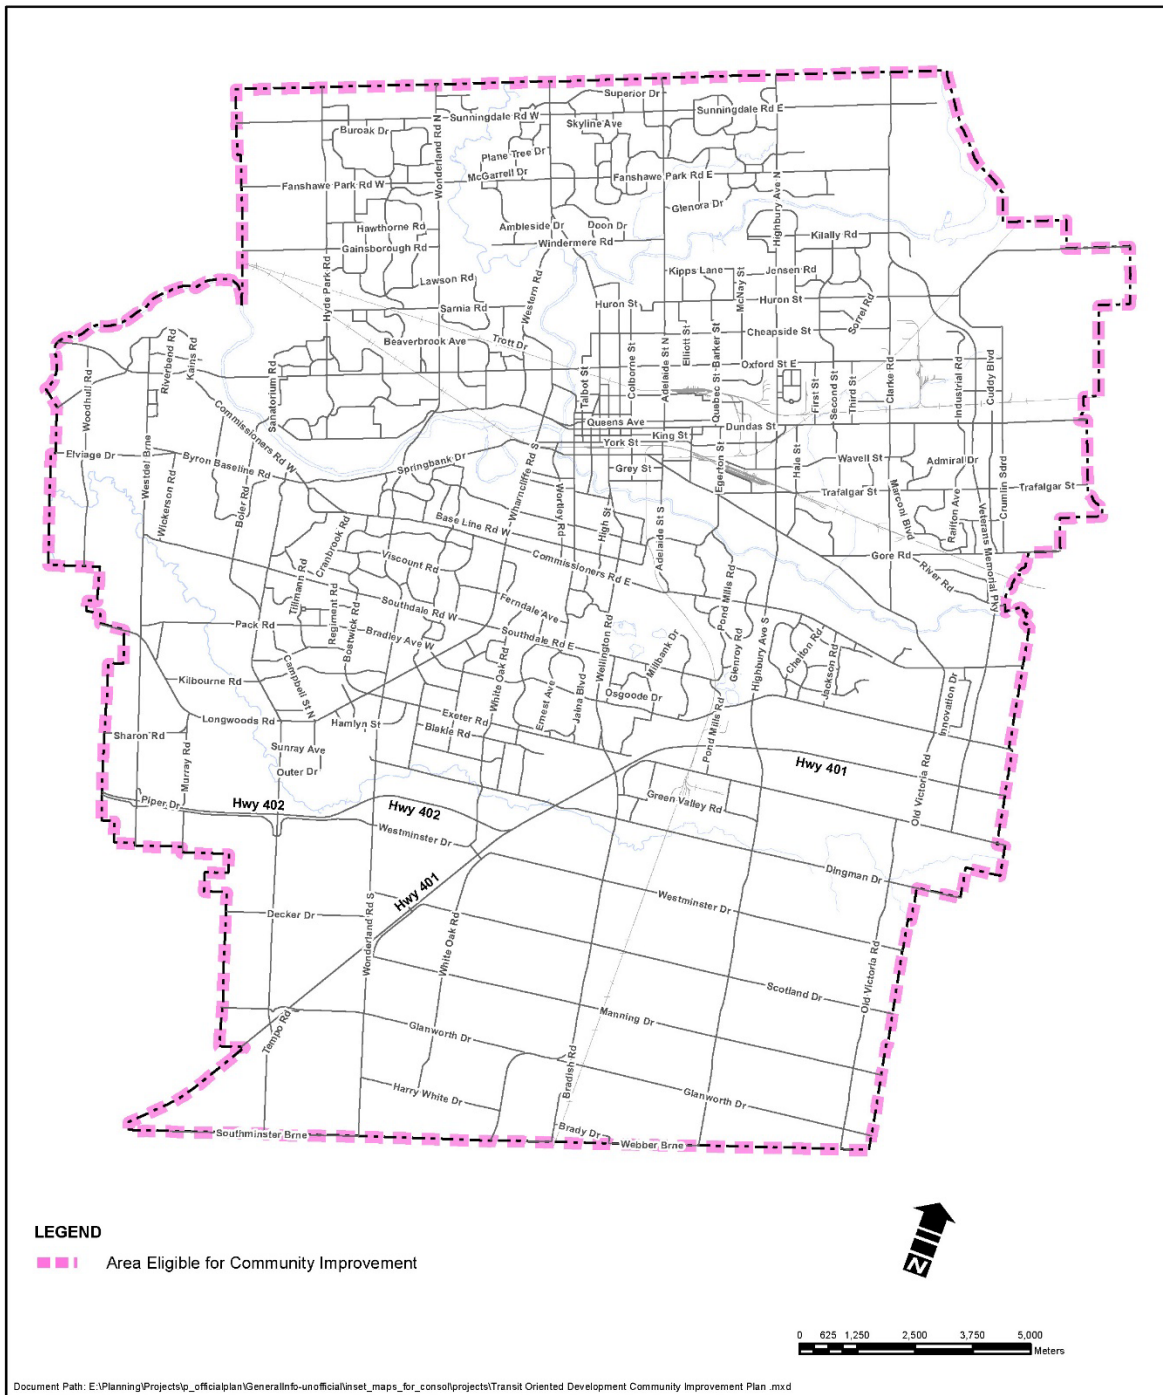 Superior Dr
Sunningdale Rd E
Sunningdale Rd W
Skyline Ave
Buroak Dr
Wonderland Rd N
Plane Tree Dr
McGarrell Dr
Fanshawe Park Rd E
Fanshawe Park Rd W
Highbury Ave N
Glenora Dr
Hawthorne Rd
Ambleside Dr
Doon Dr
Kilally Rd
Gainsborough Rd
Windermere Rd
Hyde Park Rd
Lawson Rd
Western Rd
Kipps Lane
McNay St
Jensen Rd
Sarnia Rd
Huron St
Huron St
Sorrel Rd
Cheapside St
Riverbend Rd
Kains Rd
Beaverbrook Ave
Trott Dr
Colborne St
Adelaide St N
Elliott St
Barker St
Oxford St E
Woodhull Rd
Sanatorium Rd
Talbot St
Quebec St
First St
Second St
Third St
Clarke Rd
Industrial Rd
Cuddy Blvd
Commissioners Rd W
Queens Ave
Dundas St
King St
York St
Westdel Brne
Elviage Dr
Byron Baseline Rd
Springbank Dr
Wharncliffe Rd S
Grey St
Egerton St
Hale St
Wavell St
Admiral Dr
Crumlin Sdrd
Wickerson Rd
Boler Rd
Wortley Rd
High St
Trafalgar St
Trafalgar St
Marconi Blvd
Railton Ave
Veterans Memorial Pky
Base Line Rd W
Adelaide St S
Cranbrook Rd
Viscount Rd
Commissioners Rd E
Gore Rd
River Rd
Tillmann Rd
Regiment Rd
Bostwick Rd
Southdale Rd W
Ferndale Ave
Pond Mills Rd
Pack Rd
Bradley Ave W
Southdale Rd E
Wellington Rd
Millbank Dr
Glenroy Rd
Highbury Ave S
Chelton Rd
Jackson Rd
Kilbourne Rd
Campbell St N
White Oak Rd
Ernest Ave
Jalna Blvd
Osgoode Dr
Innovation Dr
Longwoods Rd
Hamlyn St
Exeter Rd
Blakie Rd
Pond Mills Rd
Sharon Rd
Murray Rd
Sunray Ave
Outer Dr
Hwy 401
Old Victoria Rd
Piper Dr
Hwy 402
Hwy 402
Green Valley Rd
Westminster Dr
Dingman Dr
Hwy 401
Westminster Dr
Decker Dr
Wonderland Rd S
White Oak Rd
Old Victoria Rd
Scotland Dr
Manning Dr
Tempo Rd
Glanworth Dr
Bradish Rd
Harry White Dr
Glanworth Dr
Southminster Brne
Brady Dr
Webber Brne
LEGEND
Area Eligible for Community Improvement
N
0 625 1,250 2,500 3,750 5,000
Meters
Document Path: E:\Planning\Projects\p_officialplan\GeneralInfo-unofficial\inset_maps_for_consol\projects\Transit Oriented Development Community Improvement Plan .mxd